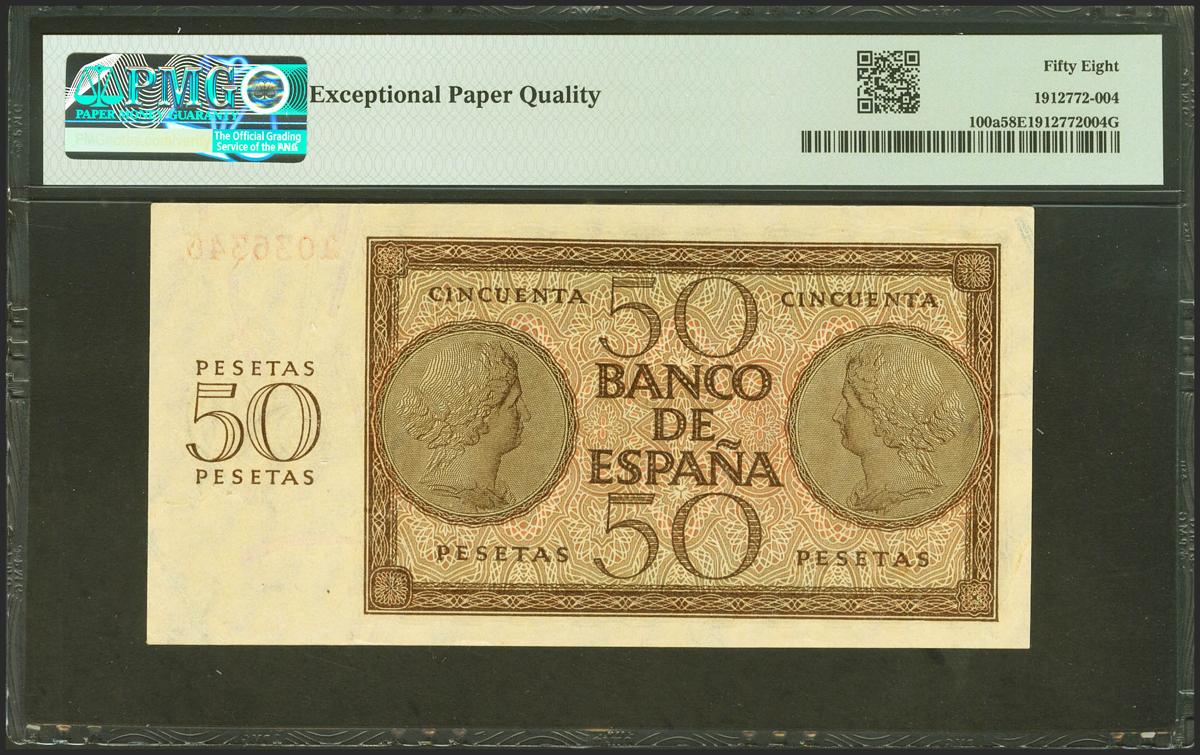 PMG
PAPER MONEY GUARANTY
The Official Grading
Service of the ANA
Exceptional Paper Quality
Fifty Eight
1912772-004
100a58E1912772004G
2036346
CINCUENTA 50 CINCUENTA
PESETAS
50
PESETAS
BANCO
DE
ESPAÑA
PESETAS 50 PESETAS